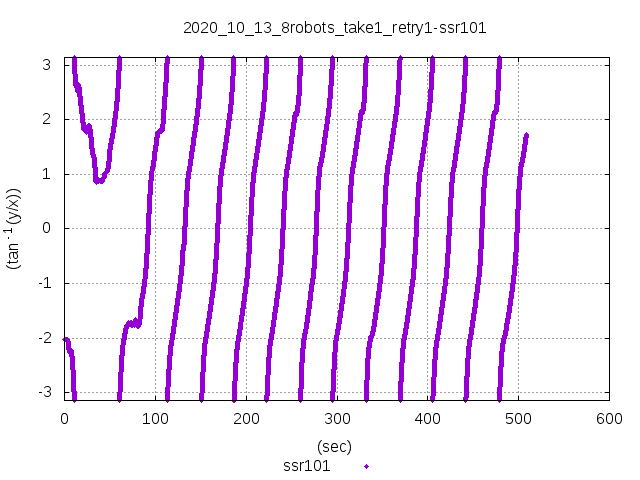 2020_10_13_8robots_take1_retry1-ssr101
3
2
1
0
-1
-2
-3
(tan⁻¹(y/x))
0 100 200 300 400 500 600
(sec)
ssr101